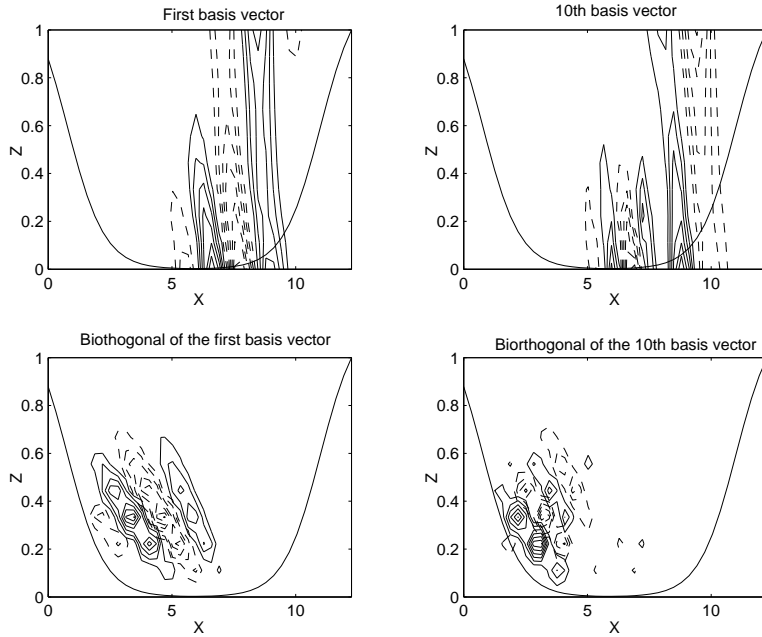 First basis vector
1
0.8
0.6
0.4
0.2
0
Z
0 5 10
X
10th basis vector
1
0.8
0.6
0.4
0.2
0
Z
0 5 10
X
Biothogonal of the first basis vector
1
0.8
0.6
0.4
0.2
0
Z
0 5 10
X
Biorthogonal of the 10th basis vector
1
0.8
0.6
0.4
0.2
0
Z
0 5 10
X